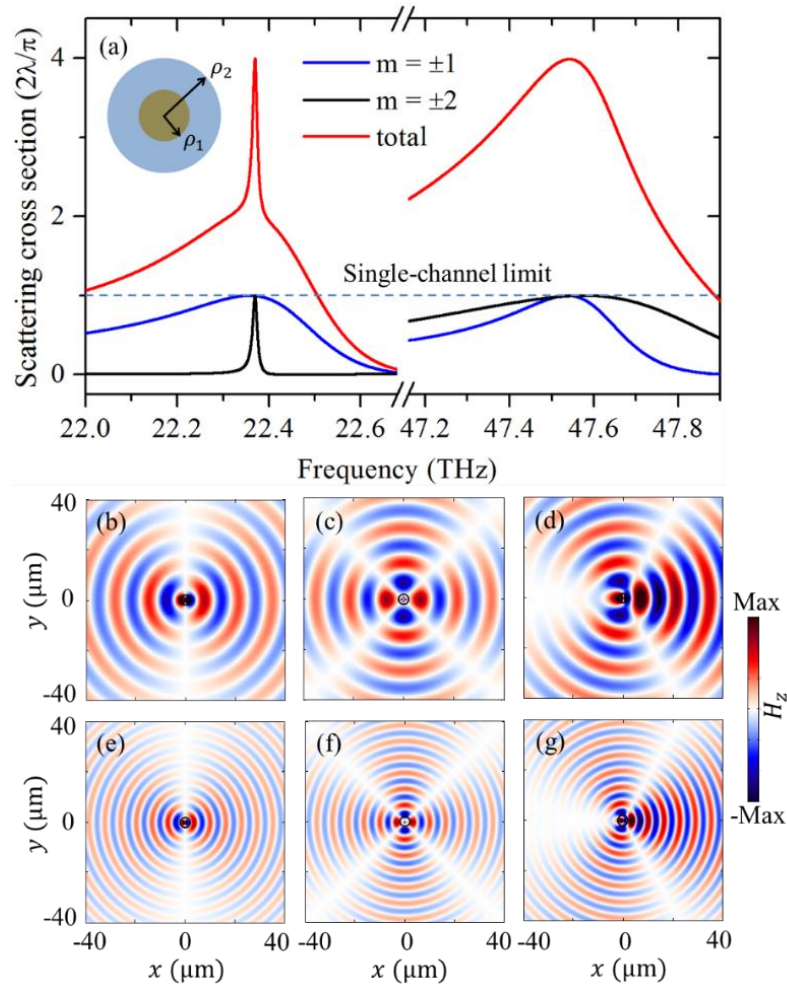 (a)
ρ2
ρ1
m = ±1
m = ±2
total
Single-channel limit
Scattering cross section (2λ/π)
4
2
0
22.0 22.2 22.4 22.6 47.2 47.4 47.6 47.8
Frequency (THz)
(b) (c) (d)
40
0
-40
y (μm)
(e) (f) (g)
40
0
-40
y (μm)
-40 0 40 -40 0 40 -40 0 40
x (μm) x (μm) x (μm)
Max
Hz
-Max